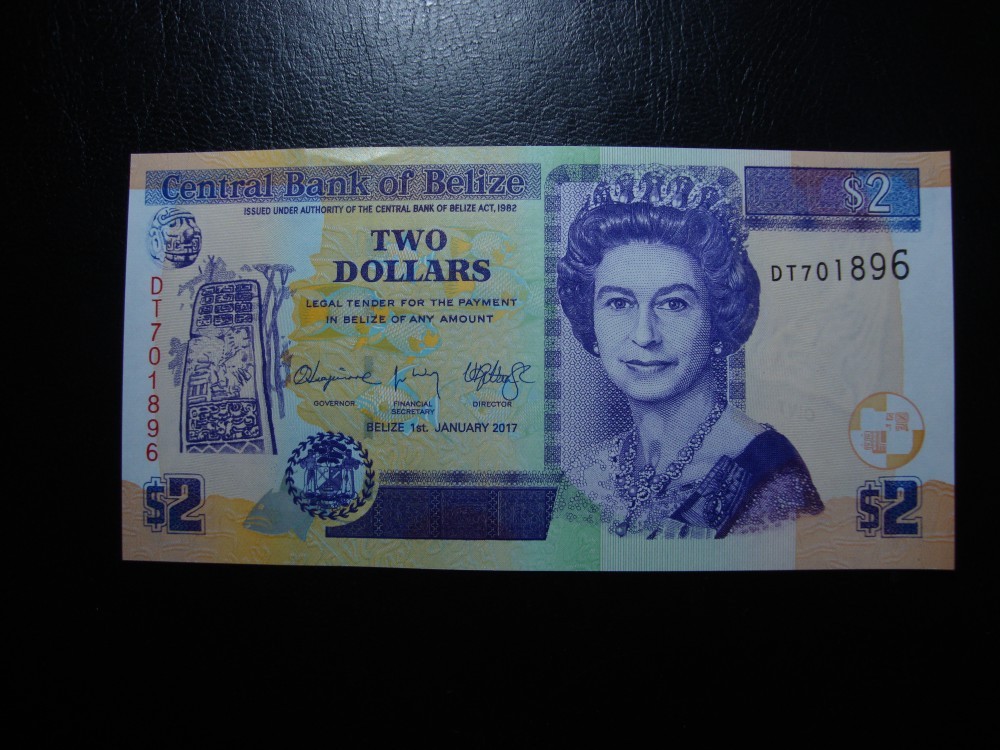 Central Bank of Belize
$2
ISSUED UNDER AUTHORITY OF THE CENTRAL BANK OF BELIZE ACT, 1982
TWO
DOLLARS
LEGAL TENDER FOR THE PAYMENT
IN BELIZE OF ANY AMOUNT
DT701896
DT701896
GOVERNOR
FINANCIAL
SECRETARY
DIRECTOR
BELIZE 1st. JANUARY 2017
$2
$2